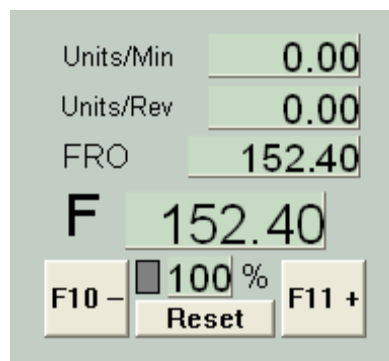 Units/Min 0.00
Units/Rev 0.00
FRO 152.40
F 152.40
F10 - 100 % F11 +
Reset